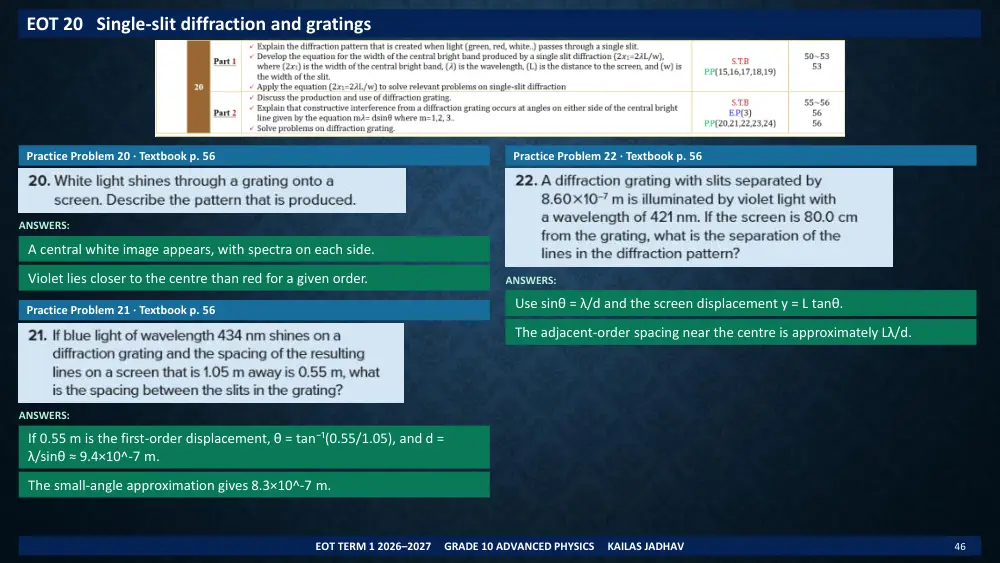 EOT 20 Single-slit diffraction and gratings
20
Part 1
✓ Explain the diffraction pattern that is created when light (green, red, white..) passes through a single slit.
✓ Develop the equation for the width of the central bright band produced by a single slit diffraction (2x₁=2λL/w),
where (2x₁) is the width of the central bright band, (λ) is the wavelength, (L) is the distance to the screen, and (w) is
the width of the slit.
✓ Apply the equation (2x₁=2λL/w) to solve relevant problems on single-slit diffraction
S.T.B
P.P(15,16,17,18,19)
50~53
53
Part 2
✓ Discuss the production and use of diffraction grating.
✓ Explain that constructive interference from a diffraction grating occurs at angles on either side of the central bright
line given by the equation mλ= dsinθ where m=1,2, 3..
✓ Solve problems on diffraction grating.
S.T.B
E.P(3)
P.P(20,21,22,23,24)
55~56
56
56
Practice Problem 20 · Textbook p. 56
20. White light shines through a grating onto a
screen. Describe the pattern that is produced.
ANSWERS:
A central white image appears, with spectra on each side.
Violet lies closer to the centre than red for a given order.
Practice Problem 21 · Textbook p. 56
21. If blue light of wavelength 434 nm shines on a
diffraction grating and the spacing of the resulting
lines on a screen that is 1.05 m away is 0.55 m, what
is the spacing between the slits in the grating?
ANSWERS:
If 0.55 m is the first-order displacement, θ = tan⁻¹(0.55/1.05), and d =
λ/sinθ ≈ 9.4×10^-7 m.
The small-angle approximation gives 8.3×10^-7 m.
Practice Problem 22 · Textbook p. 56
22. A diffraction grating with slits separated by
8.60×10⁻⁷ m is illuminated by violet light with
a wavelength of 421 nm. If the screen is 80.0 cm
from the grating, what is the separation of the
lines in the diffraction pattern?
ANSWERS:
Use sinθ = λ/d and the screen displacement y = L tanθ.
The adjacent-order spacing near the centre is approximately Lλ/d.
EOT TERM 1 2026–2027 GRADE 10 ADVANCED PHYSICS KAILAS JADHAV
46